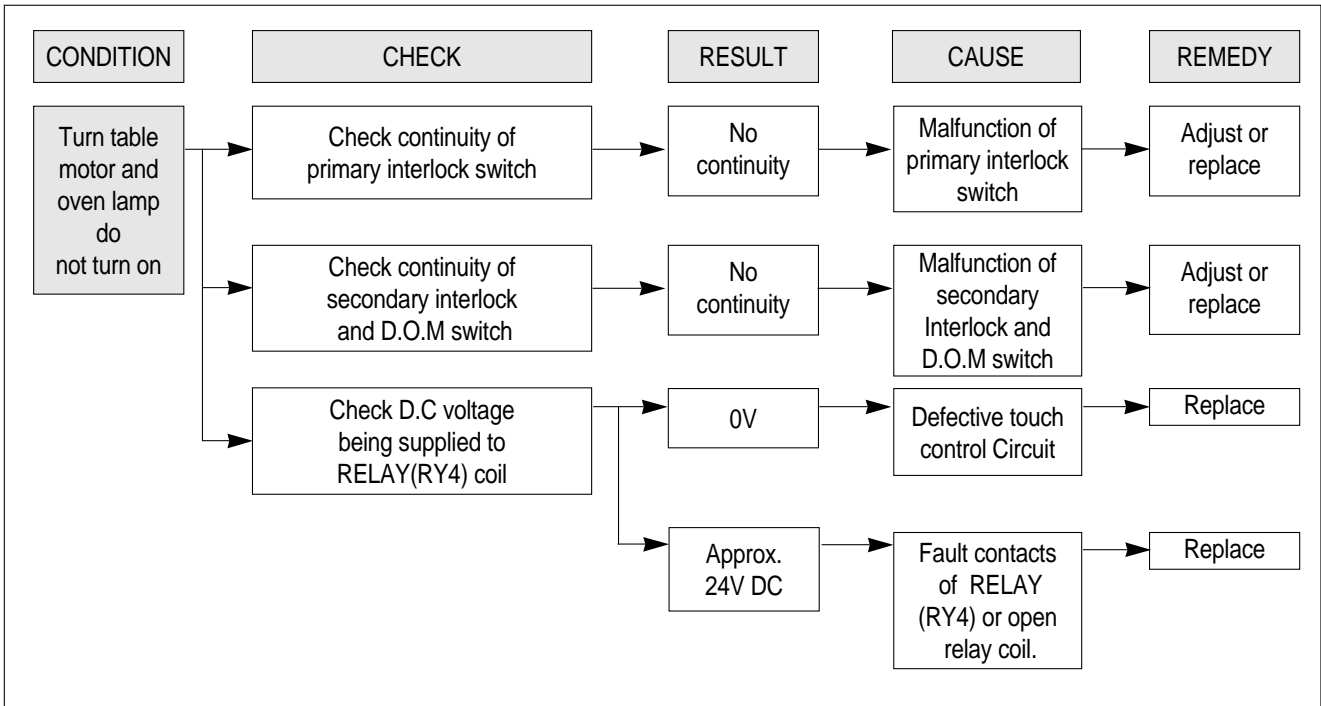 CONDITION
CHECK
RESULT
CAUSE
REMEDY
Turn table
motor and
oven lamp
do
not turn on
Check continuity of
primary interlock switch
No
continuity
Malfunction of
primary interlock
switch
Adjust or
replace
Check continuity of
secondary interlock
and D.O.M switch
No
continuity
Malfunction of
secondary
Interlock and
D.O.M switch
Adjust or
replace
Check D.C voltage
being supplied to
RELAY(RY4) coil
0V
Defective touch
control Circuit
Replace
Approx.
24V DC
Fault contacts
of RELAY
(RY4) or open
relay coil.
Replace